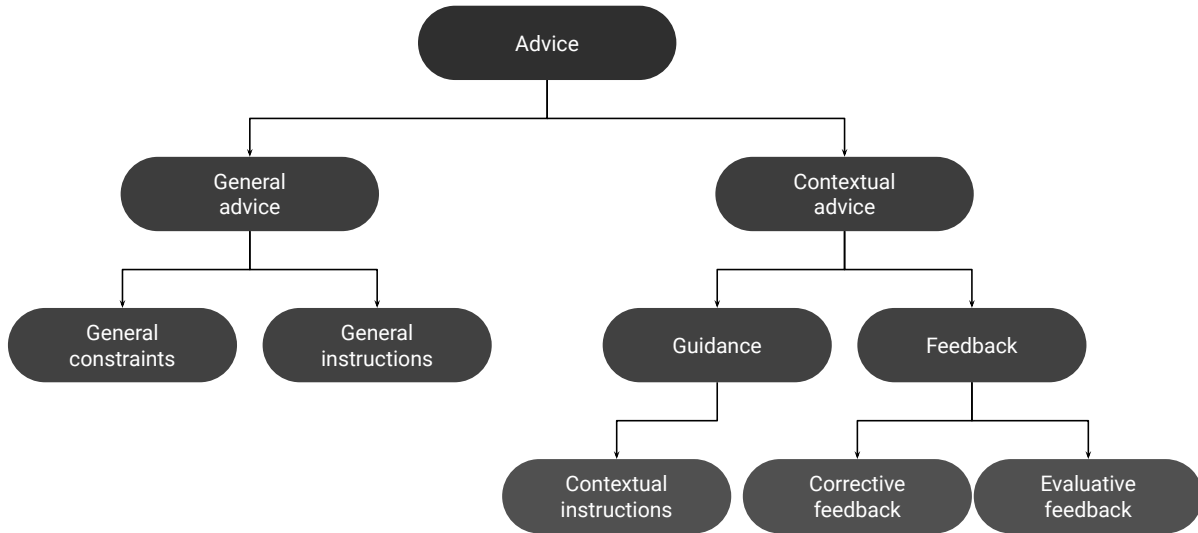 Advice
General
advice
Contextual
advice
General
constraints
General
instructions
Guidance
Feedback
Contextual
instructions
Corrective
feedback
Evaluative
feedback